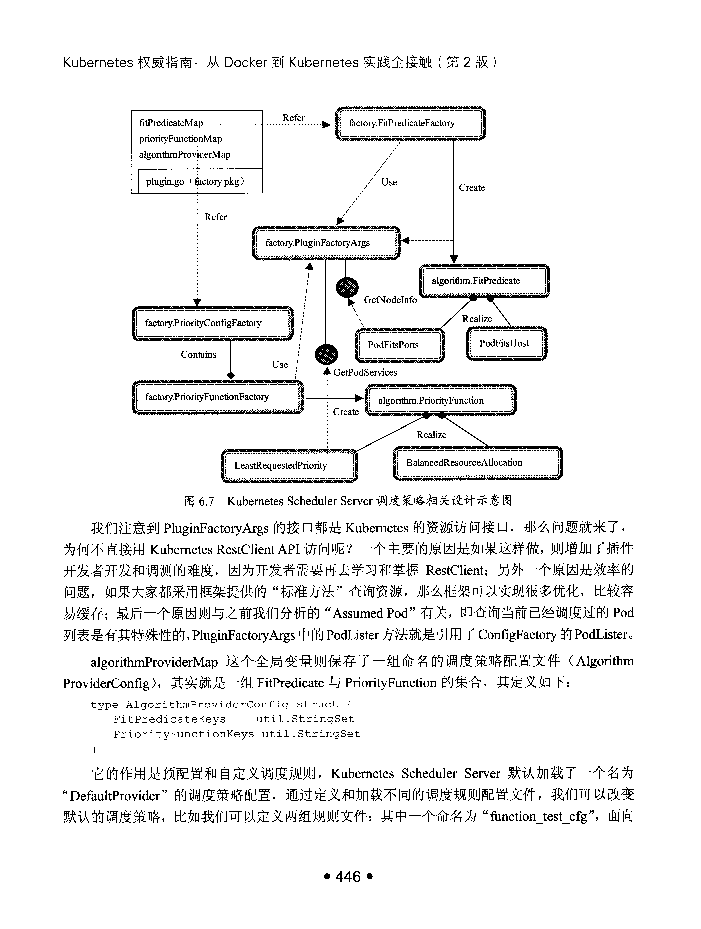 Kubernetes 权威指南：从 Docker 到 Kubernetes 实践全接触（第 2 版）
fitPredicateMap
priorityFunctionMap
algorithmProviderMap
plugin.go（factory pkg）
Refer
factory.FitPredicateFactory
Use
Create
Refer
factory.PluginFactoryArgs
algorithm.FitPredicate
GetNodeInfo
Realize
factory.PriorityConfigFactory
PodFitsPorts
PodFitsHost
Contains
Use
GetPodServices
factory.PriorityFunctionFactory
Create
algorithm.PriorityFunction
Realize
LeastRequestedPriority
BalancedResourceAllocation
图 6.7 Kubernetes Scheduler Server 调度策略相关设计示意图
我们注意到 PluginFactoryArgs 的接口都是 Kubernetes 的资源访问接口，那么问题就来了，
为何不直接用 Kubernetes RestClient API 访问呢？一个主要的原因是如果这样做，则增加了插件
开发者开发和调测的难度，因为开发者需要再去学习和掌握 RestClient；另外一个原因是效率的
问题，如果大家都采用框架提供的“标准方法”查询资源，那么框架可以实现很多优化，比较容
易缓存；最后一个原因则与之前我们分析的“Assumed Pod”有关，即查询当前已经调度过的 Pod
列表是有其特殊性的，PluginFactoryArgs 中的 PodLister 方法就是引用了 ConfigFactory 的 PodLister。
algorithmProviderMap 这个全局变量则保存了一组命名的调度策略配置文件（Algorithm
ProviderConfig），其实就是一组 FitPredicate 与 PriorityFunction 的集合，其定义如下：
type AlgorithmProviderConfig struct {
FitPredicateKeys util.StringSet
PriorityFunctionKeys util.StringSet
}
它的作用是预配置和自定义调度规则，Kubernetes Scheduler Server 默认加载了一个名为
“DefaultProvider”的调度策略配置，通过定义和加载不同的调度规则配置文件，我们可以改变
默认的调度策略，比如我们可以定义两组规则文件：其中一个命名为“function_test_cfg”，面向
• 446 •